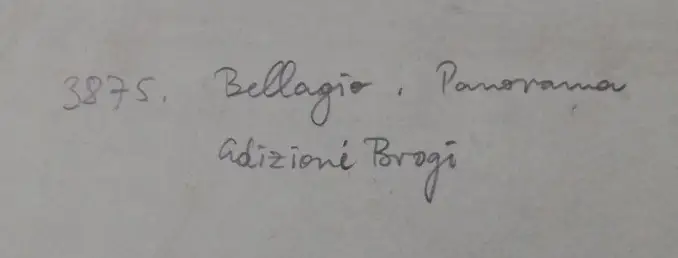 3875. Bellagio. Panorama
Edizioni Brogi